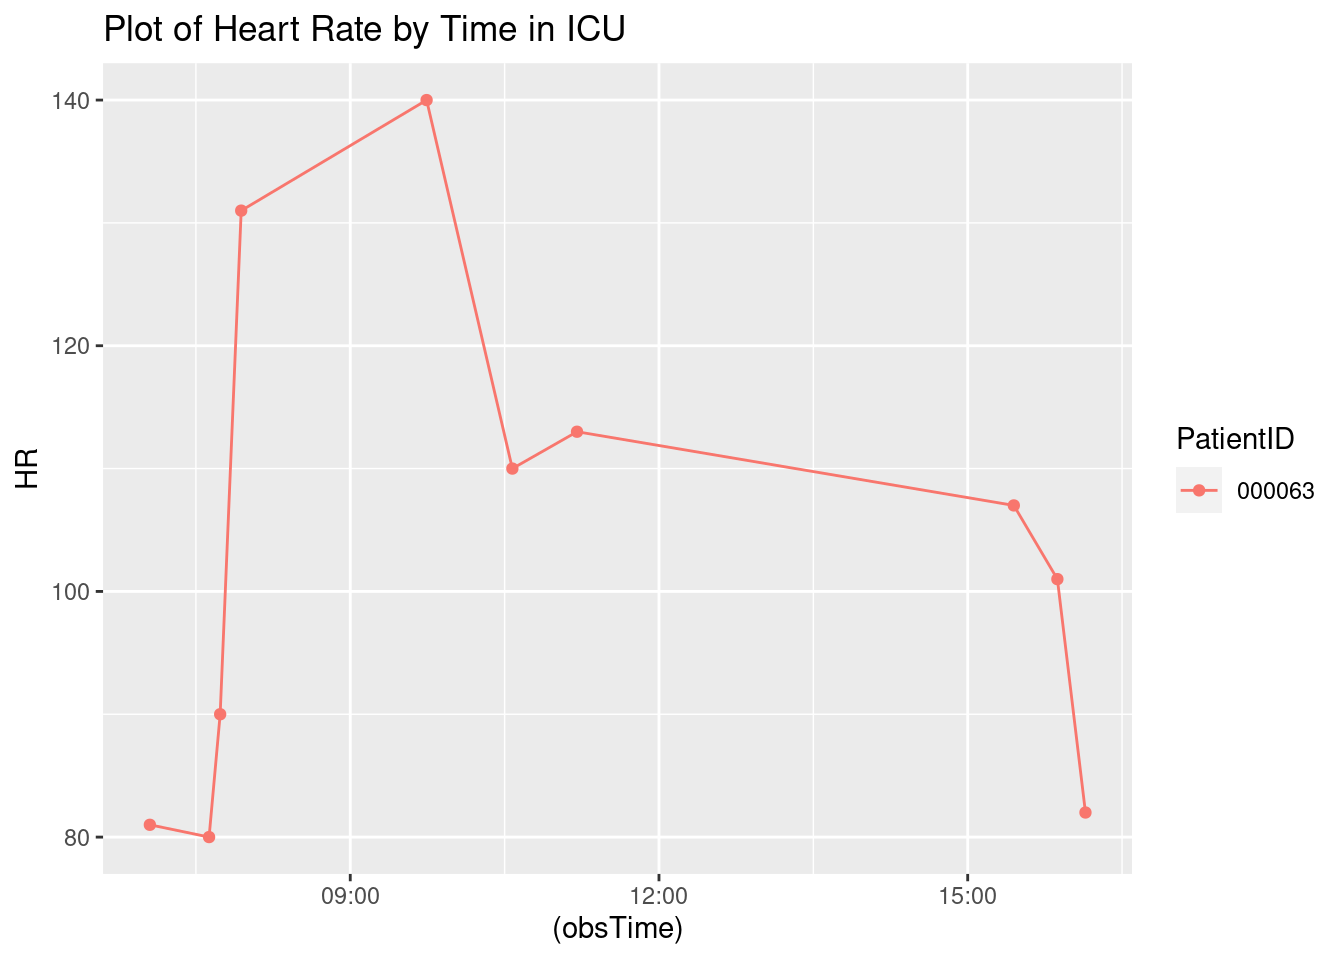 Plot of Heart Rate by Time in ICU
140
120
100
80
HR
09:00 12:00 15:00
(obsTime)
PatientID
000063